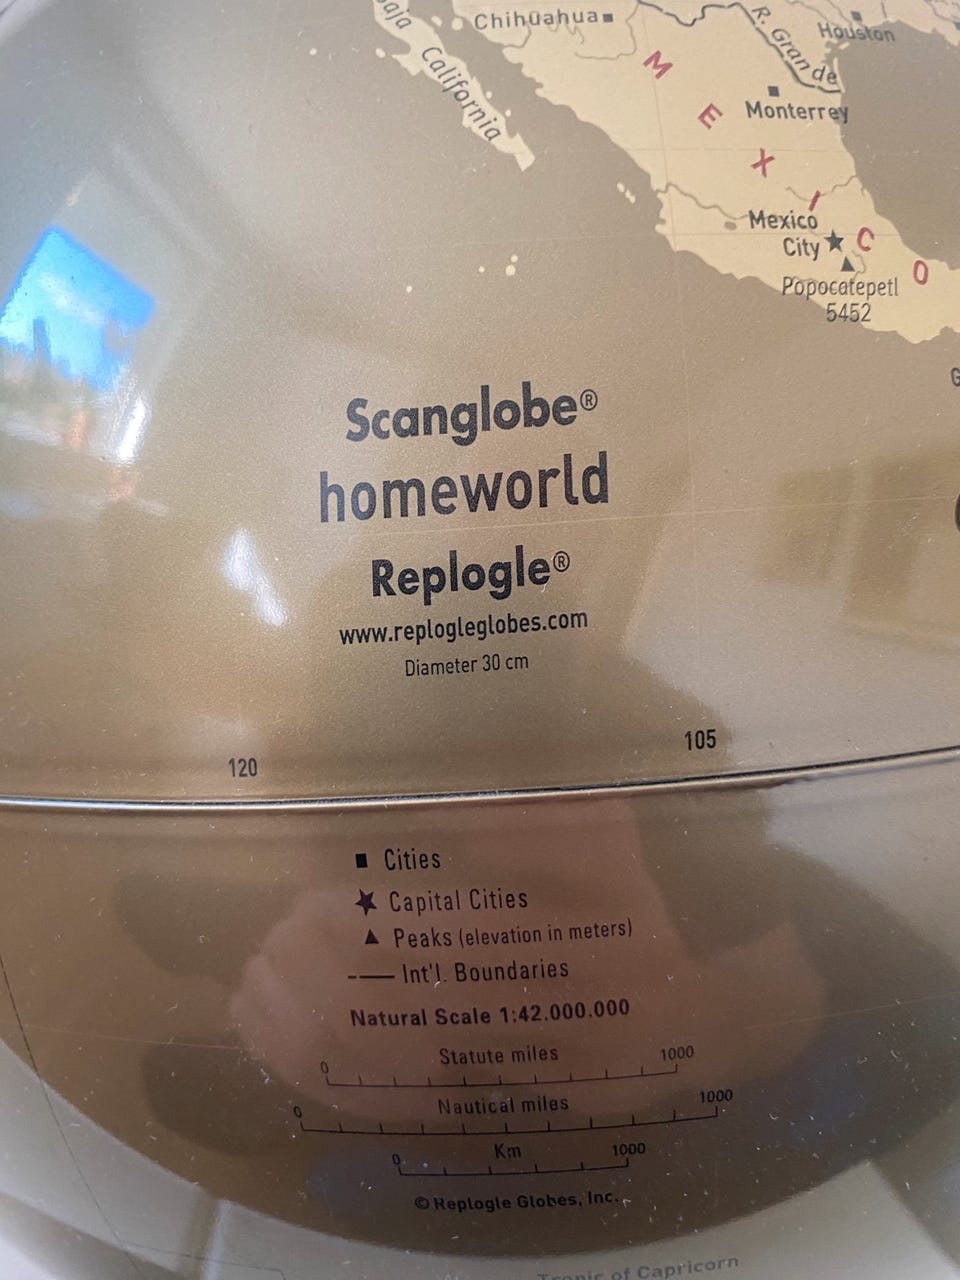 Baja
California
Chihuahua
R. Grande
Houston
Monterrey
MEXICO
Mexico
City
Popocatepetl
5452
Scanglobe®
homeworld
Replogle®
www.replogleglobes.com
Diameter 30 cm
120
105
Cities
Capital Cities
Peaks (elevation in meters)
Int'l. Boundaries
Natural Scale 1:42.000.000
Statute miles
0 1000
Nautical miles
0 1000
Km
0 1000
© Replogle Globes, Inc.
Tropic of Capricorn